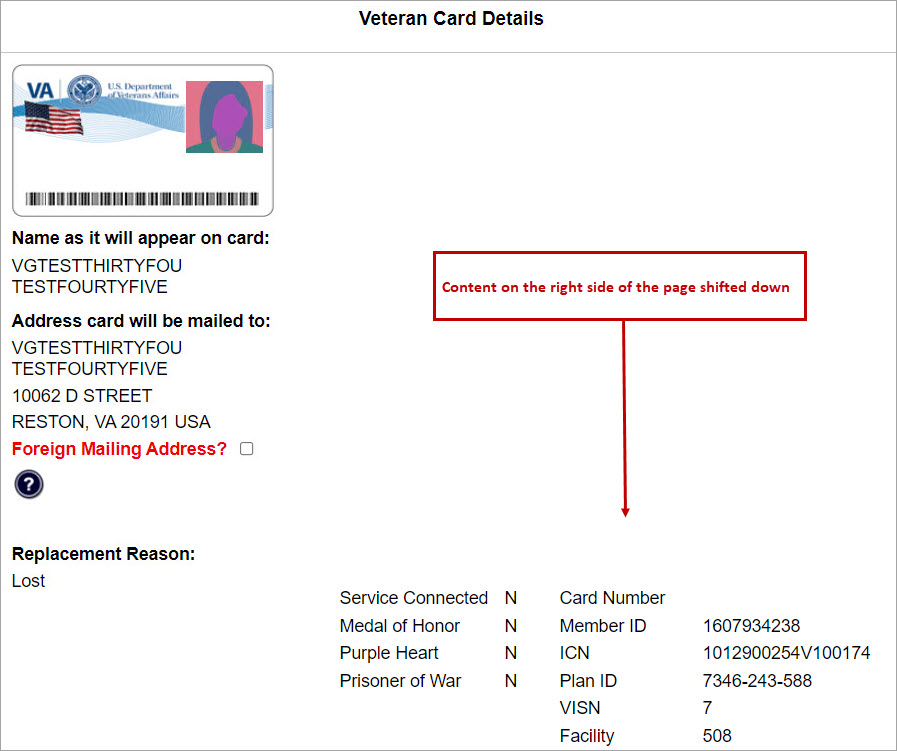 Veteran Card Details
VA
U.S. Department
of Veterans Affairs
Name as it will appear on card:
VGTESTTHIRTYFOU
TESTFOURTYFIVE
Address card will be mailed to:
VGTESTTHIRTYFOU
TESTFOURTYFIVE
10062 D STREET
RESTON, VA 20191 USA
Foreign Mailing Address?
?
Replacement Reason:
Lost
Content on the right side of the page shifted down
Service Connected N Card Number
Medal of Honor N Member ID 1607934238
Purple Heart N ICN 1012900254V100174
Prisoner of War N Plan ID 7346-243-588
VISN 7
Facility 508